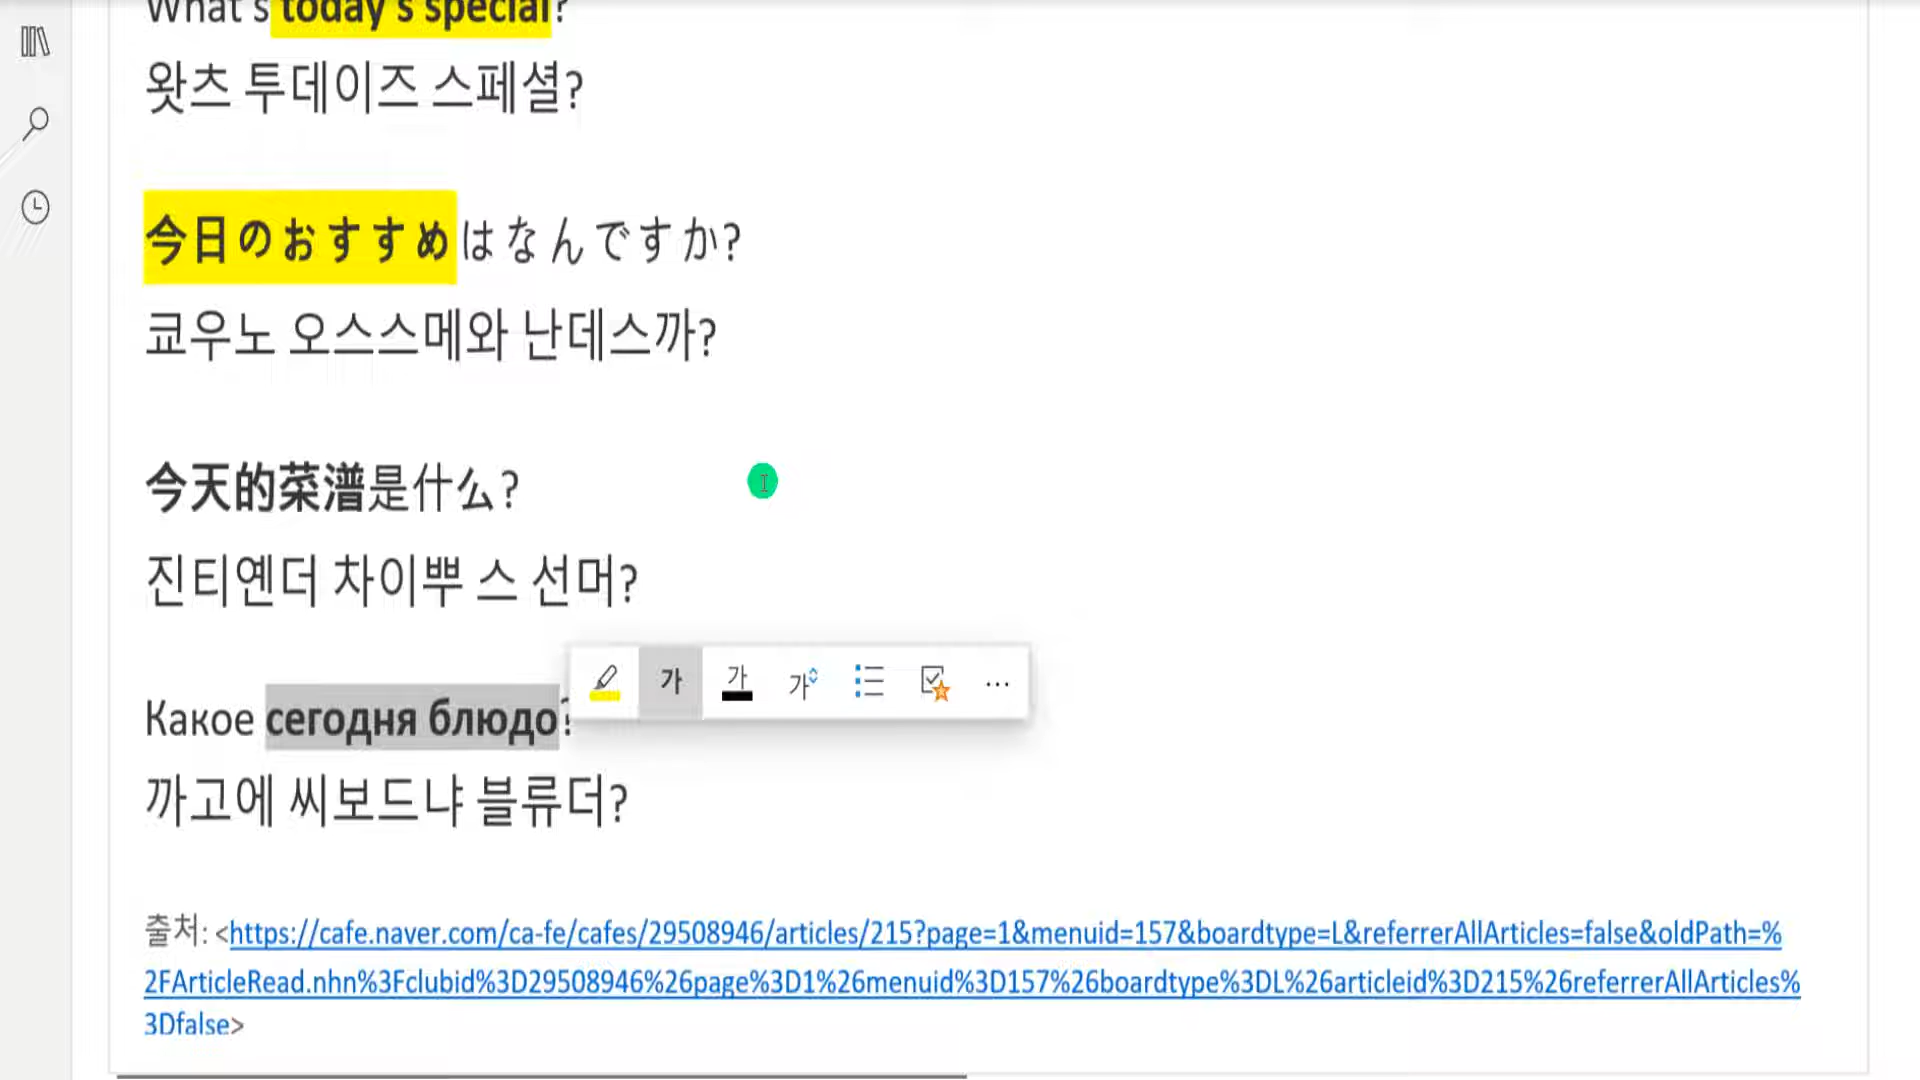 What's today's special?
왓츠 투데이즈 스페셜?
今日のおすすめはなんですか?
쿄우노 오스스메와 난데스까?
今天的菜谱是什么?
진티옌더 차이뿌 스 선머?
가 가 가
Какое сегодня блюдо?
까고에 씨보드냐 블류더?
출처: <https://cafe.naver.com/ca-fe/cafes/29508946/articles/215?page=1&menuid=157&boardtype=L&referrerAllArticles=false&oldPath=%
2FArticleRead.nhn%3Fclubid%3D29508946%26page%3D1%26menuid%3D157%26boardtype%3DL%26articleid%3D215%26referrerAllArticles%
3Dfalse>